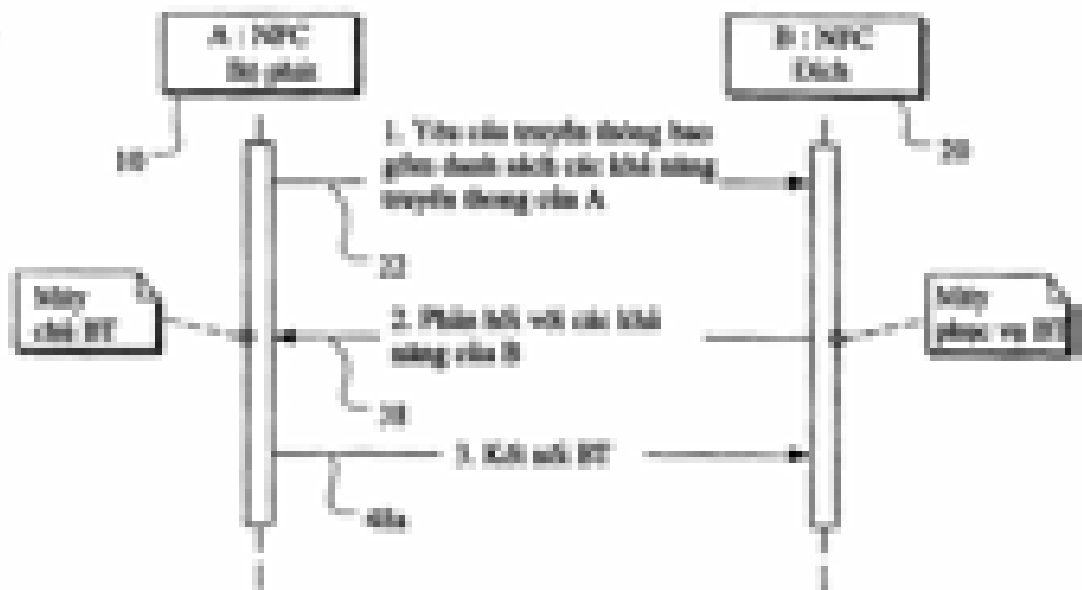 A : NFC
Bộ phát
B : NFC
Đích
10
20
1. Yêu cầu truyền thông bao
gồm danh sách các khả năng
truyền thong của A
22
Máy
chủ BT
2. Phản hồi với các khả
năng của B
Máy
phục vụ BT
28
3. Kết nối BT